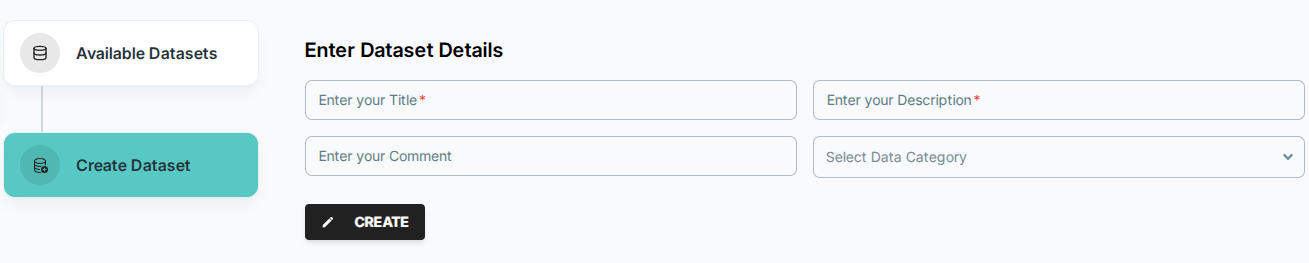 Available Datasets
Create Dataset
Enter Dataset Details
Enter your Title*
Enter your Description*
Enter your Comment
Select Data Category
CREATE